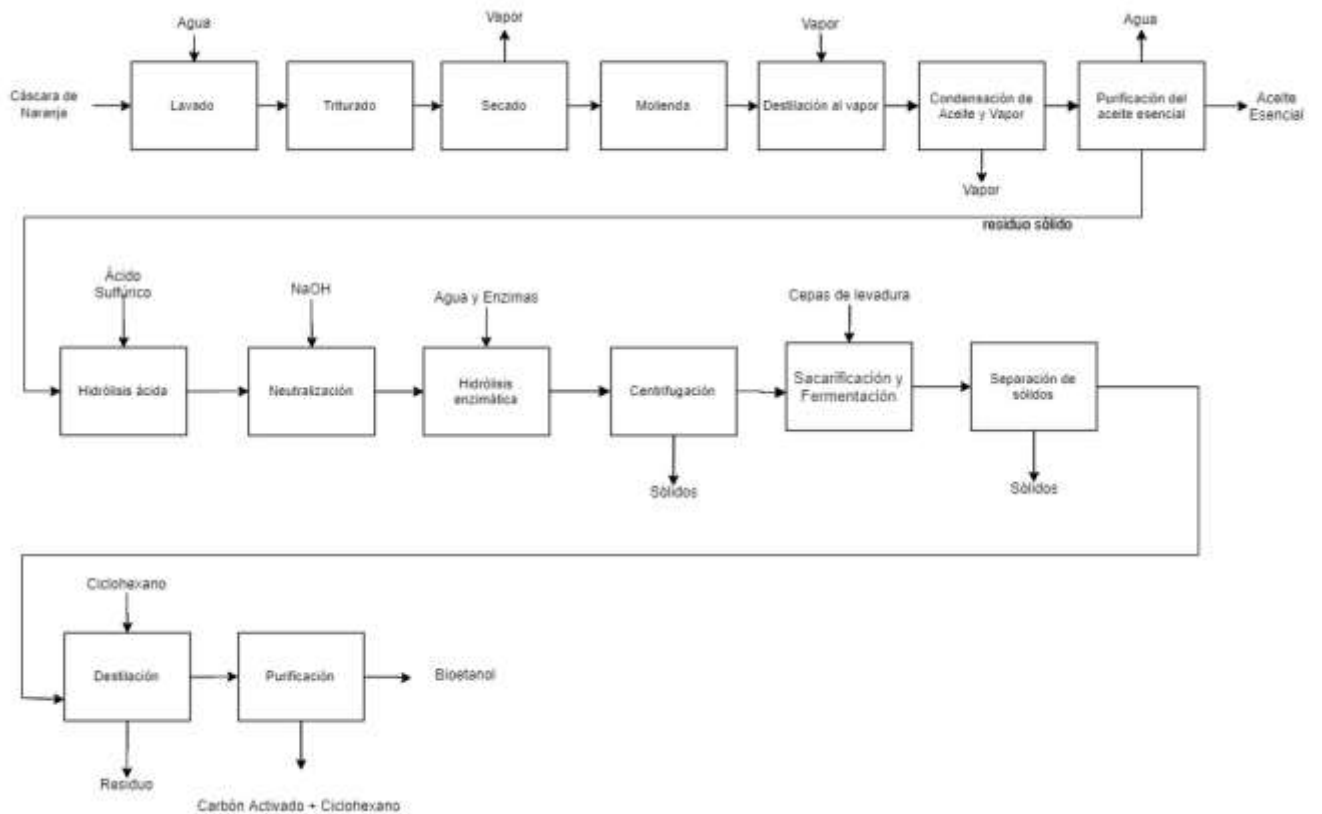 Agua
Vapor
Vapor
Agua
Cáscara de
Naranja
Lavado
Triturado
Secado
Molienda
Destilación al vapor
Condensación de
Aceite y Vapor
Purificación del
aceite esencial
Aceite
Esencial
Vapor
residuo sólido
Ácido
Sulfúrico
NaOH
Agua y Enzimas
Cepas de levadura
Hidrólisis ácida
Neutralización
Hidrólisis
enzimática
Centrifugación
Sacarificación y
Fermentación
Separación de
sólidos
Sólidos
Sólidos
Ciclohexano
Destilación
Purificación
Bioetanol
Residuo
Carbón Activado + Ciclohexano